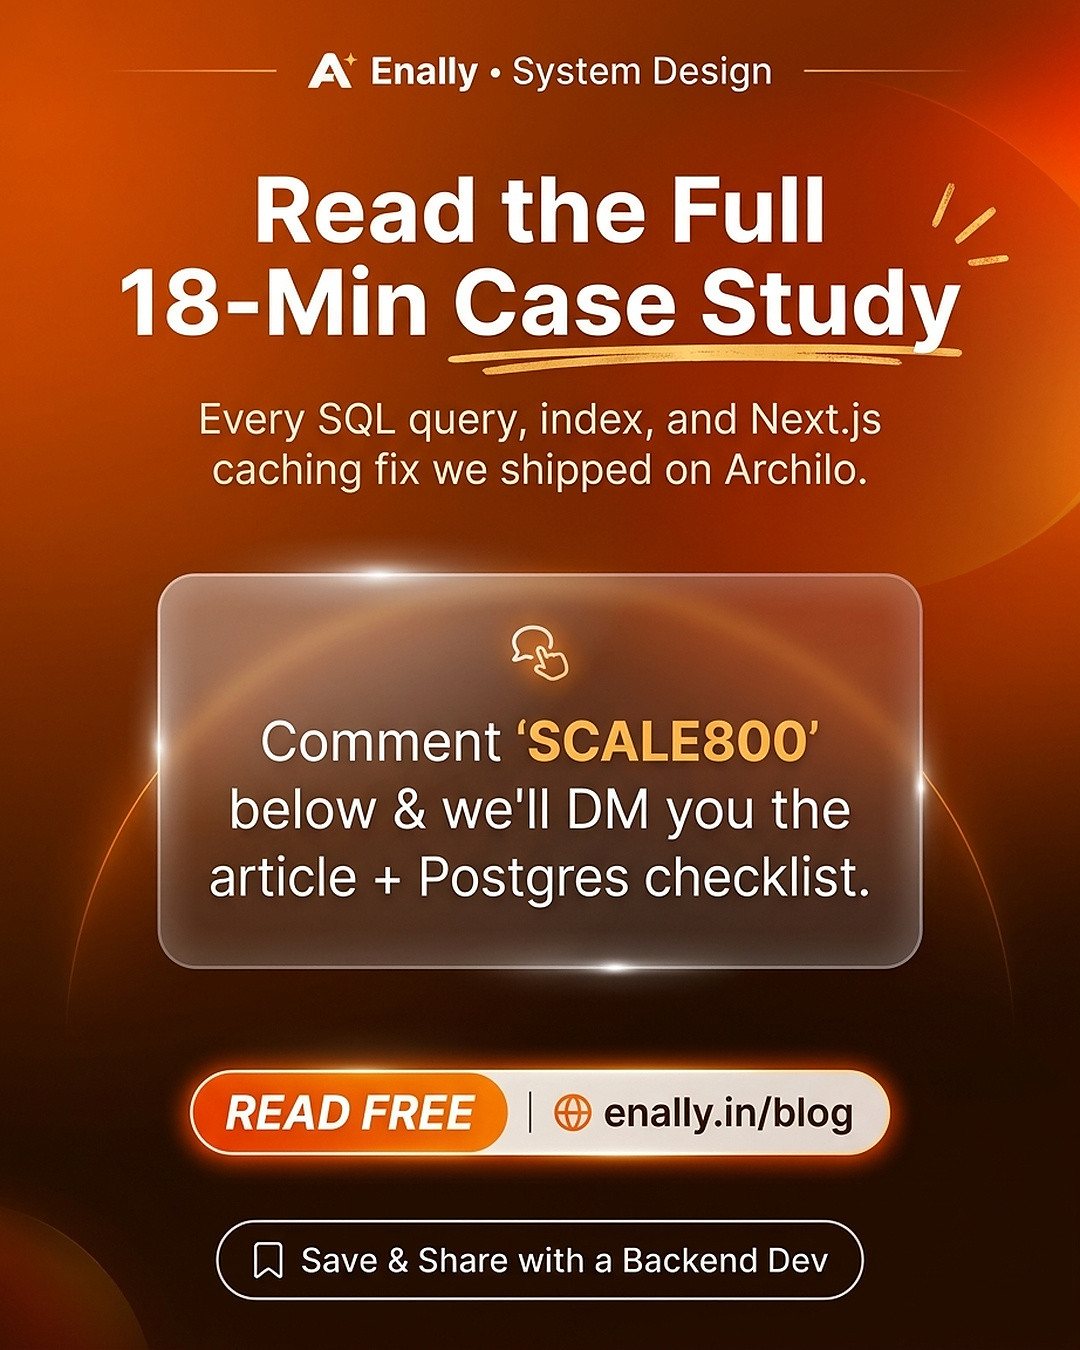 Enally • System Design
Read the Full
18-Min Case Study
Every SQL query, index, and Next.js
caching fix we shipped on Archilo.
Comment ‘SCALE800’
below & we'll DM you the
article + Postgres checklist.
READ FREE | enally.in/blog
Save & Share with a Backend Dev